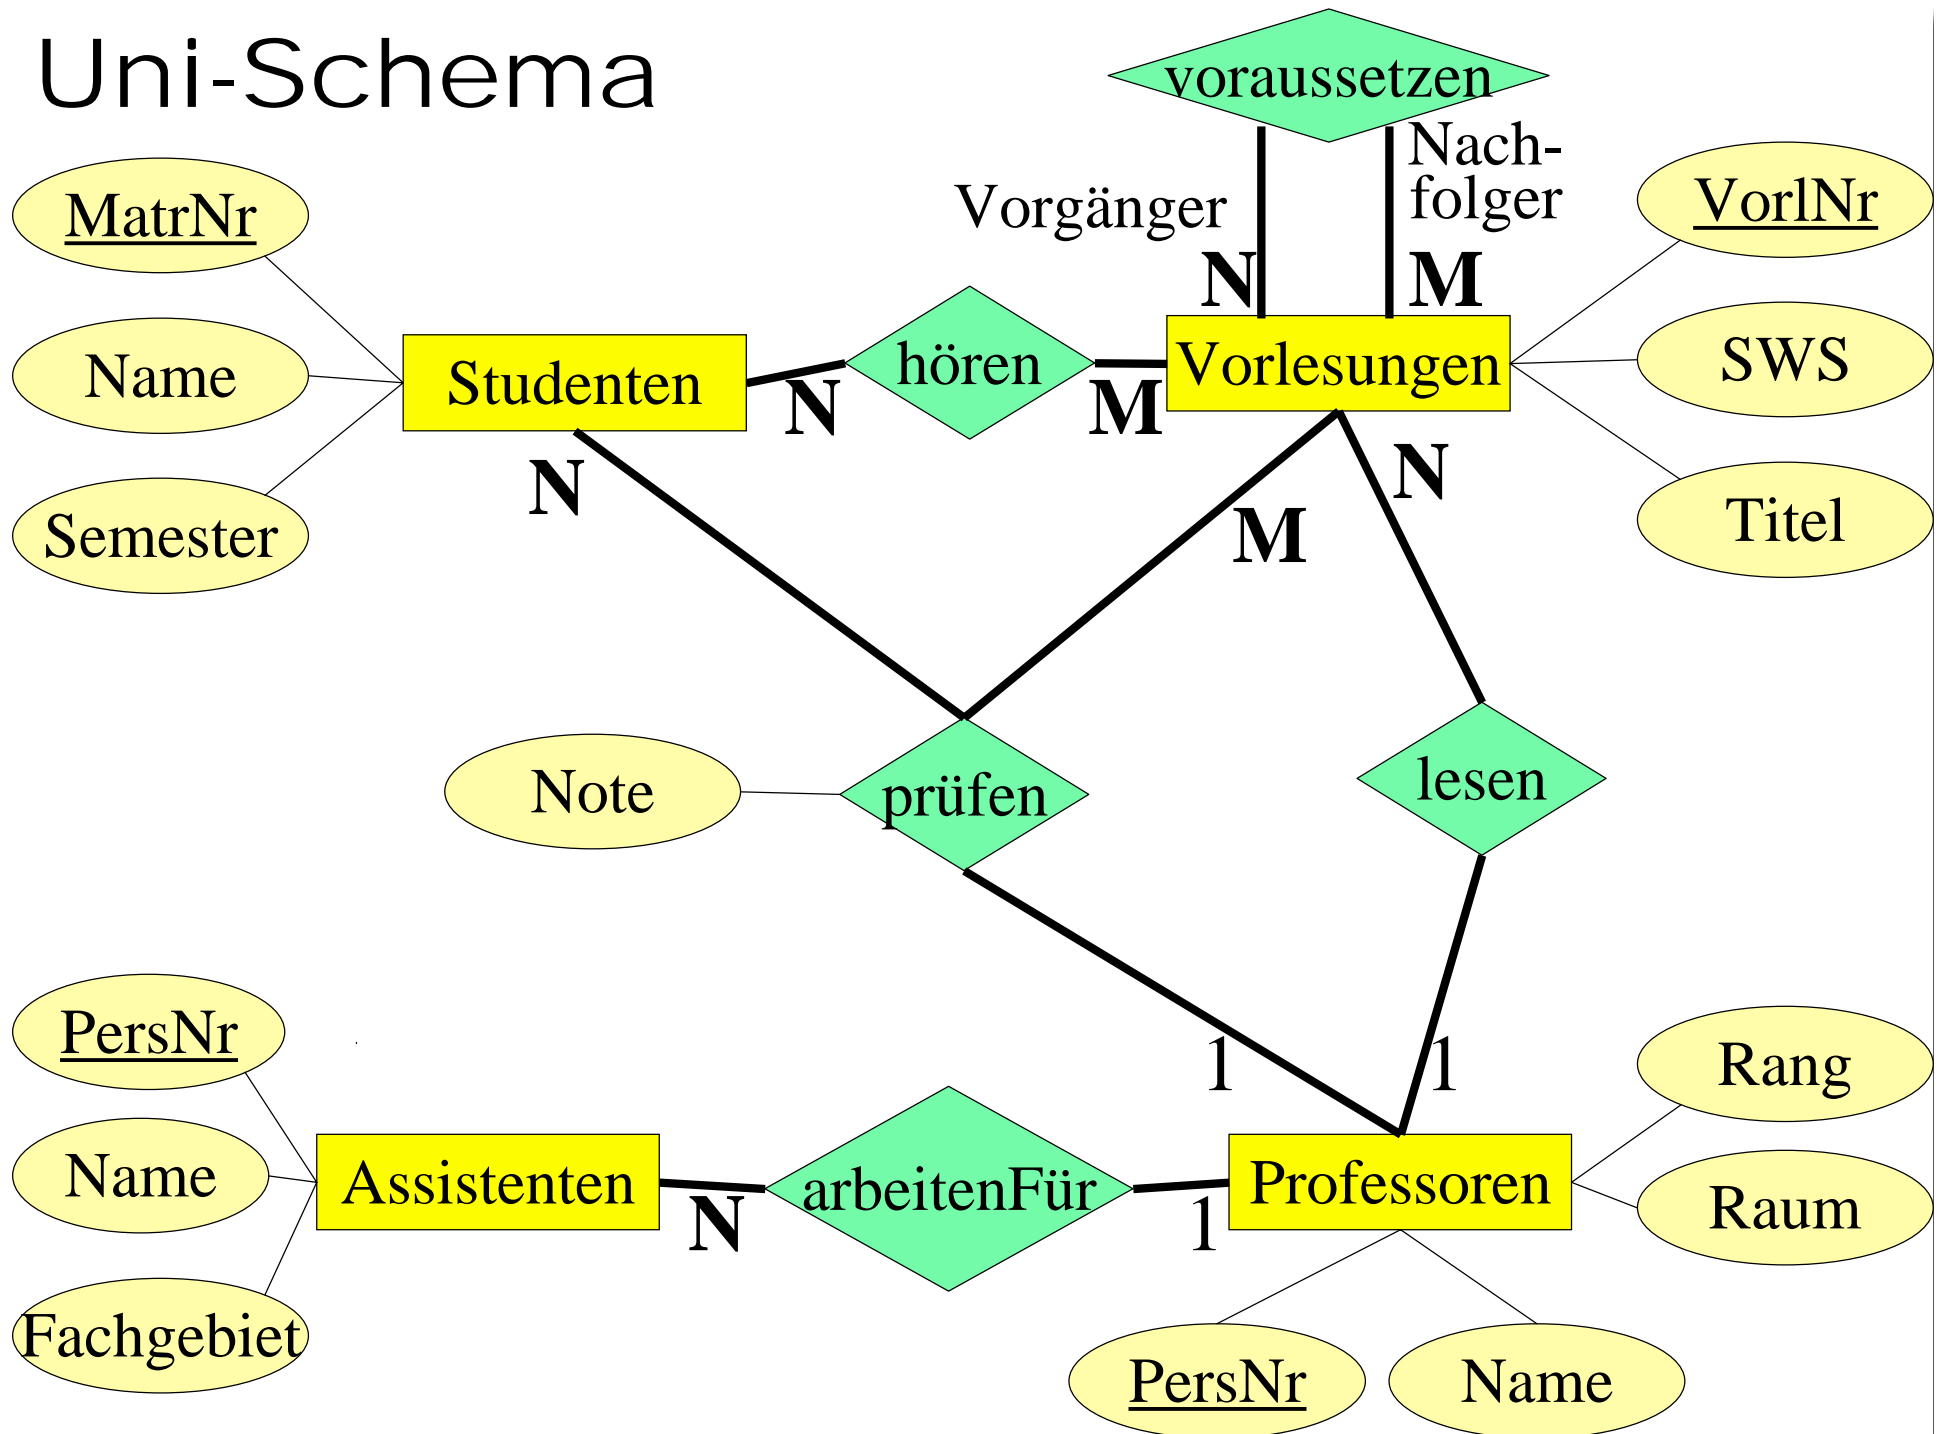 Uni-Schema
voraussetzen
Nach-
folger
Vorgänger
N
M
MatrNr
Name
Semester
Studenten
N
hören
M
Vorlesungen
VorlNr
SWS
Titel
N
M
N
Note
prüfen
lesen
1
1
PersNr
Name
Fachgebiet
Assistenten
N
arbeitenFür
1
Professoren
Rang
Raum
PersNr
Name